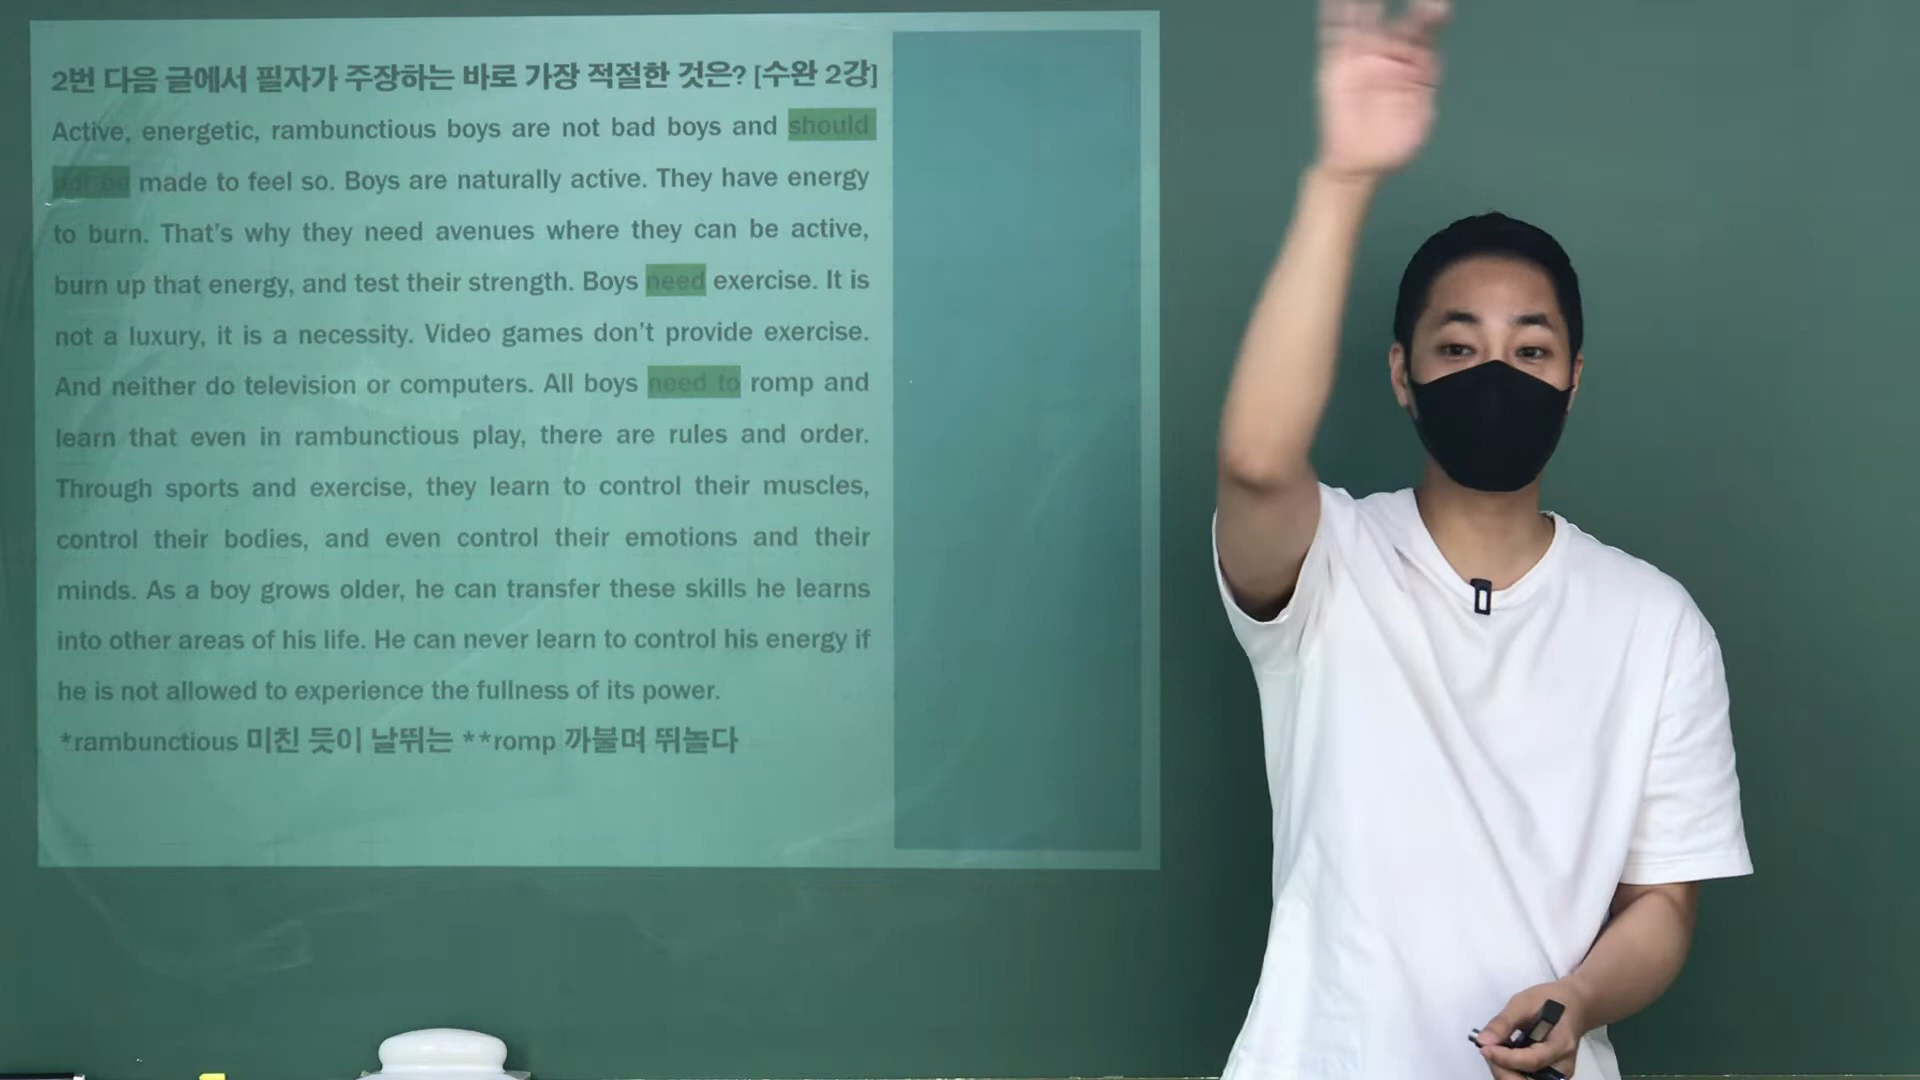 2번 다음 글에서 필자가 주장하는 바로 가장 적절한 것은? [수완 2강]
Active, energetic, rambunctious boys are not bad boys and should
not be made to feel so. Boys are naturally active. They have energy
to burn. That's why they need avenues where they can be active,
burn up that energy, and test their strength. Boys need exercise. It is
not a luxury, it is a necessity. Video games don't provide exercise.
And neither do television or computers. All boys need to romp and
learn that even in rambunctious play, there are rules and order.
Through sports and exercise, they learn to control their muscles,
control their bodies, and even control their emotions and their
minds. As a boy grows older, he can transfer these skills he learns
into other areas of his life. He can never learn to control his energy if
he is not allowed to experience the fullness of its power.
*rambunctious 미친 듯이 날뛰는 **romp 까불며 뛰놀다